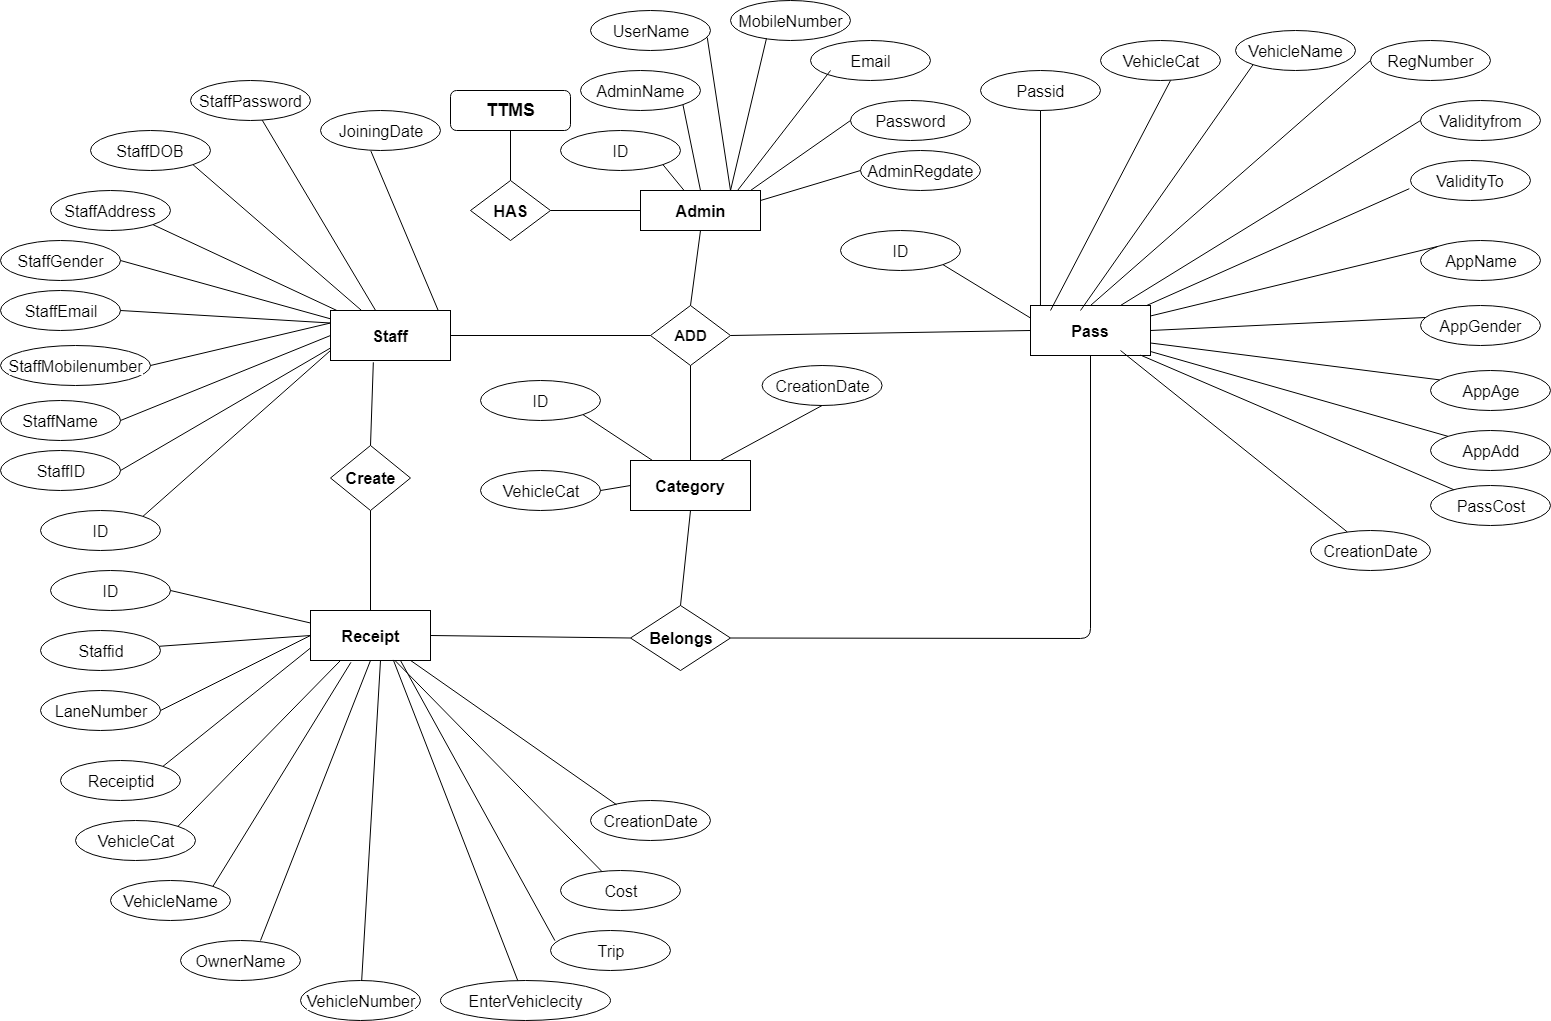 UserName
MobileNumber
Email
AdminName
TTMS
Password
ID
AdminRegdate
HAS
Admin
StaffPassword
JoiningDate
StaffDOB
StaffAddress
StaffGender
StaffEmail
StaffMobilenumber
StaffName
StaffID
ID
Staff
ADD
Passid
VehicleCat
VehicleName
RegNumber
Validityfrom
ValidityTo
ID
AppName
AppGender
Pass
AppAge
AppAdd
PassCost
CreationDate
ID
CreationDate
VehicleCat
Category
Create
ID
Staffid
LaneNumber
Receipt
Belongs
Receiptid
VehicleCat
VehicleName
OwnerName
VehicleNumber
EnterVehiclecity
Trip
Cost
CreationDate